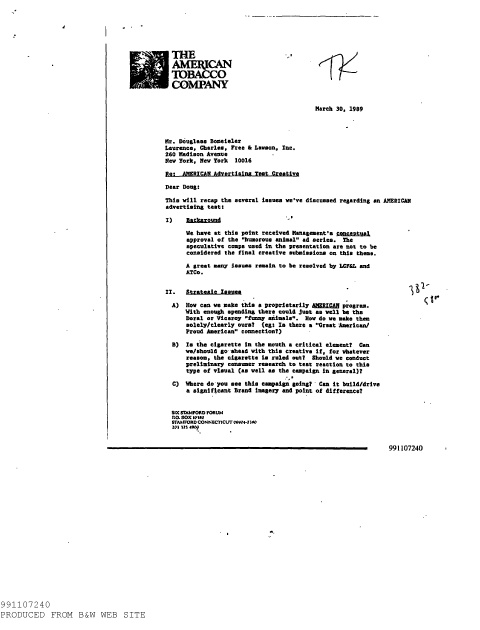 THE
AMERICAN
TOBACCO
COMPANY
TK
March 30, 1989
Mr. Douglass Bomeisler
Laurence, Charles, Free & Lawson, Inc.
260 Madison Avenue
New York, New York 10016
Re: AMERICAN Advertising Test Creative
Dear Doug:
This will recap the several issues we've discussed regarding an AMERICAN
advertising test:
I) Background
We have at this point received Management's conceptual
approval of the "humorous animal" ad series. The
speculative comps used in the presentation are not to be
considered the final creative submissions on this theme.
A great many issues remain to be resolved by LCF&L and
ATCo.
II. Strategic Issues
A) How can we make this a proprietarily AMERICAN program.
With enough spending there could just as well be the
Doral or Viceroy "funny animals". How do we make them
solely/clearly ours? (eg: Is there a "Great American/
Proud American" connection?)
B) Is the cigarette in the mouth a critical element? Can
we/should go ahead with this creative if, for whatever
reason, the cigarette is ruled out? Should we conduct
preliminary consumer research to test reaction to this
type of visual (as well as the campaign in general)?
C) Where do you see this campaign going? Can it build/drive
a significant Brand imagery and point of difference?
SIX STAMFORD FORUM
P.O. BOX
STAMFORD CONNECTICUT
203 325 4900
991107240
991107240
PRODUCED FROM B&W WEB SITE